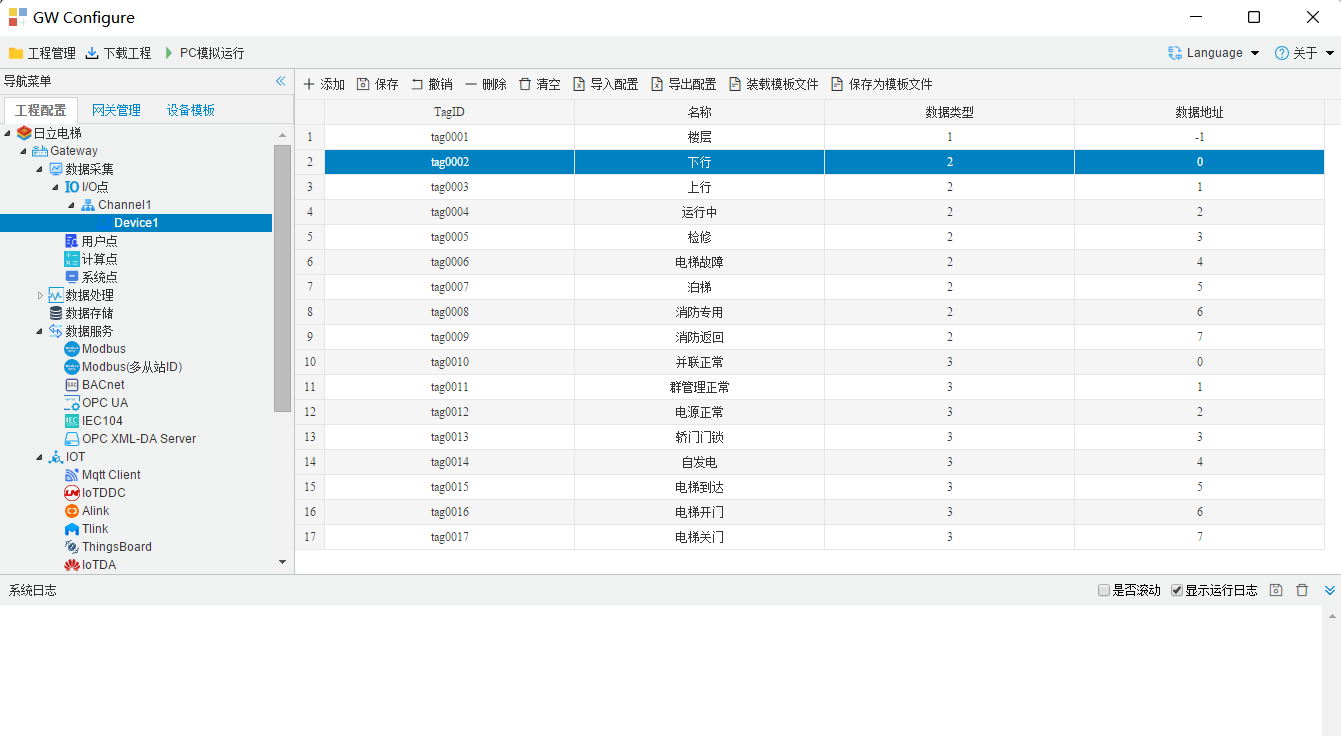 GW Configure
工程管理 下载工程 PC模拟运行 Language 关于
导航菜单
添加 保存 撤销 删除 清空 导入配置 导出配置 装载模板文件 保存为模板文件
工程配置 网关管理 设备模板
日立电梯
Gateway
数据采集
I/O点
Channel1
Device1
用户点
计算点
系统点
数据处理
数据存储
数据服务
Modbus
Modbus(多从站ID)
BACnet
OPC UA
IEC104
OPC XML-DA Server
IOT
Mqtt Client
IoTDDC
Alink
Tlink
ThingsBoard
IoTDA
TagID 名称 数据类型 数据地址
1 tag0001 楼层 1 -1
2 tag0002 下行 2 0
3 tag0003 上行 2 1
4 tag0004 运行中 2 2
5 tag0005 检修 2 3
6 tag0006 电梯故障 2 4
7 tag0007 泊梯 2 5
8 tag0008 消防专用 2 6
9 tag0009 消防返回 2 7
10 tag0010 并联正常 3 0
11 tag0011 群管理正常 3 1
12 tag0012 电源正常 3 2
13 tag0013 轿门门锁 3 3
14 tag0014 自发电 3 4
15 tag0015 电梯到达 3 5
16 tag0016 电梯开门 3 6
17 tag0017 电梯关门 3 7
系统日志 是否滚动 显示运行日志